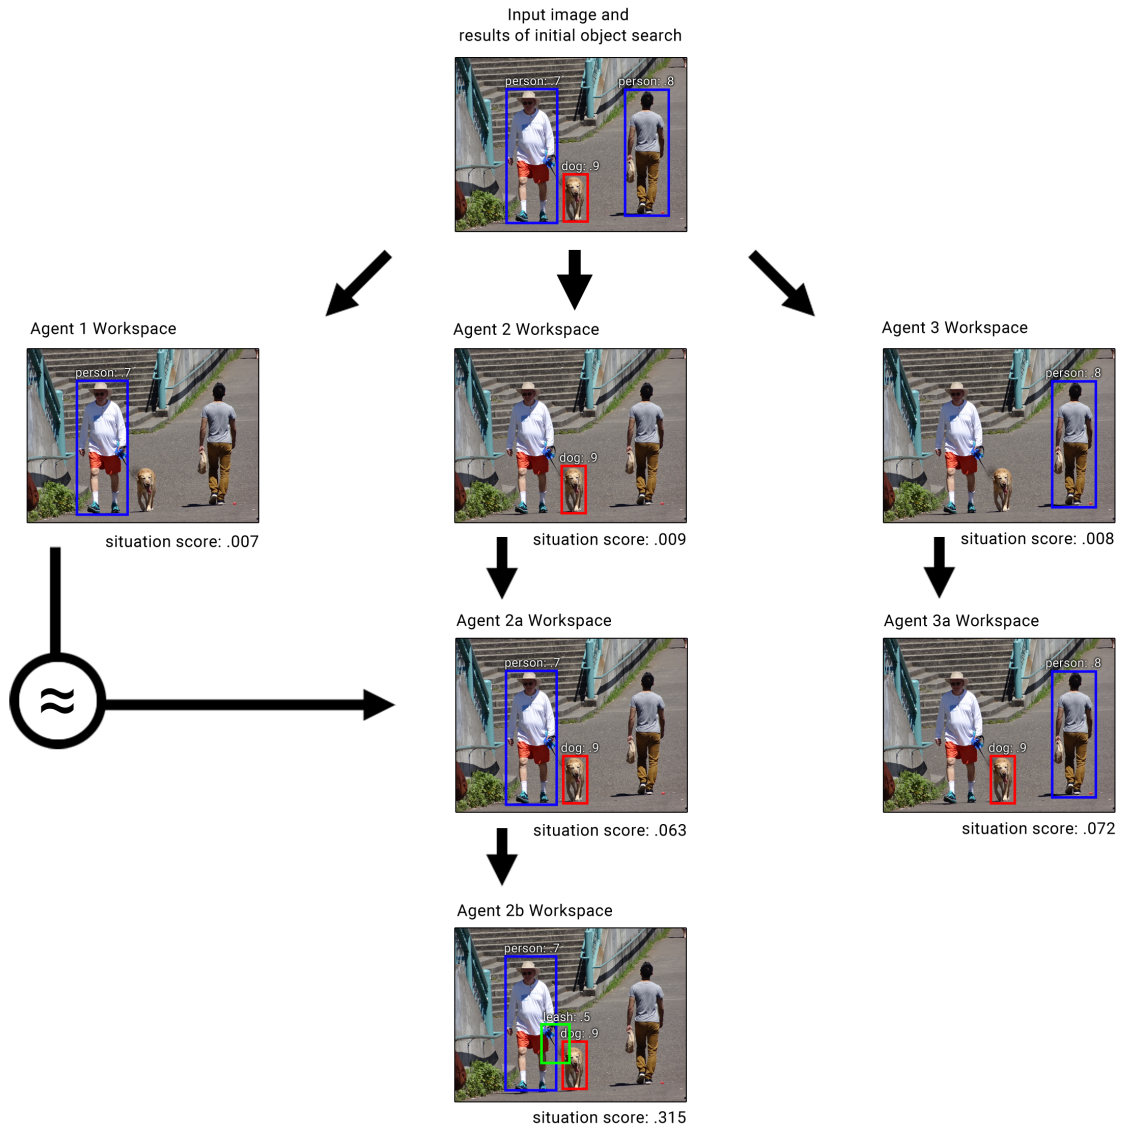 Input image and
results of initial object search
person: .7
person: .8
dog: .9
Agent 1 Workspace
person: .7
situation score: .007
Agent 2 Workspace
dog: .9
situation score: .009
Agent 3 Workspace
person: .8
situation score: .008
≈
Agent 2a Workspace
person: .7
dog: .9
situation score: .063
Agent 3a Workspace
person: .8
dog: .9
situation score: .072
Agent 2b Workspace
person: .7
leash: .5
dog: .9
situation score: .315